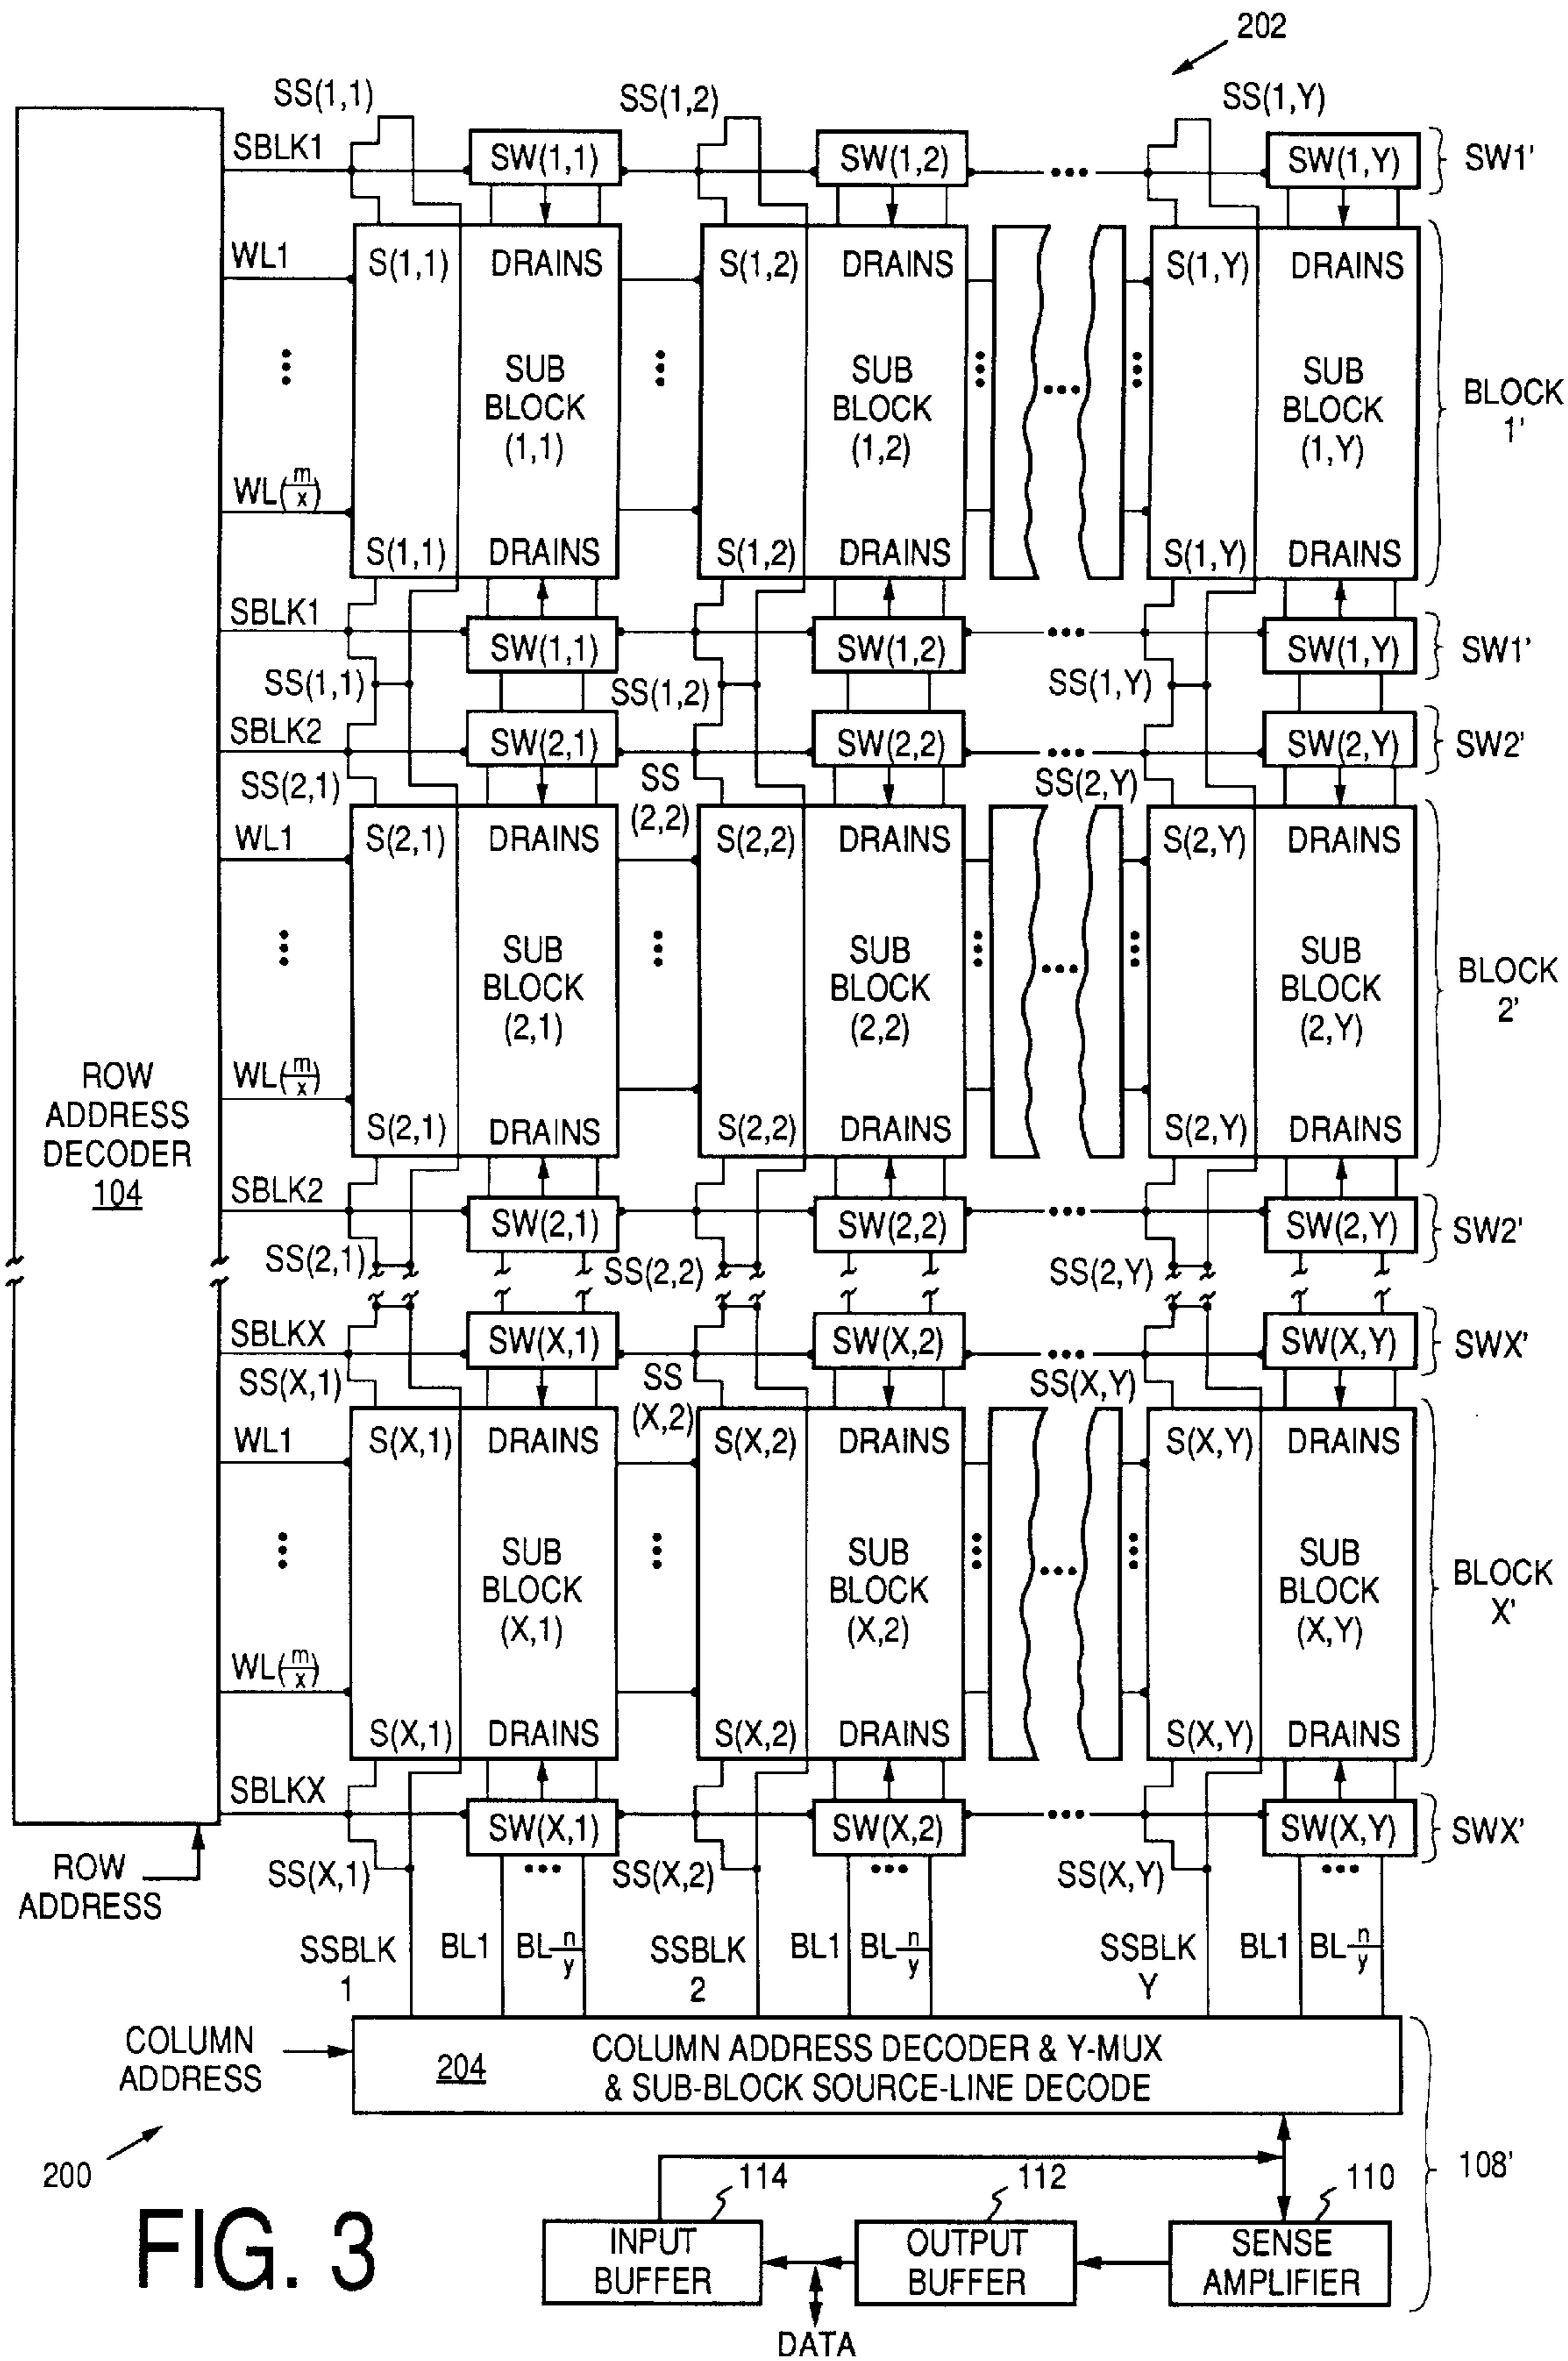 202
SS(1,1) SS(1,2) SS(1,Y)
SBLK1 SW(1,1) SW(1,2) ••• SW(1,Y) SW1'
WL1 S(1,1) DRAINS S(1,2) DRAINS S(1,Y) DRAINS
SUB BLOCK (1,1) SUB BLOCK (1,2) ••• SUB BLOCK (1,Y) BLOCK 1'
WL(m/x)
S(1,1) DRAINS S(1,2) DRAINS S(1,Y) DRAINS
SBLK1 SW(1,1) SW(1,2) ••• SW(1,Y) SW1'
SS(1,1) SS(1,2) SS(1,Y)
SBLK2 SW(2,1) SW(2,2) ••• SW(2,Y) SW2'
SS(2,1) SS (2,2) SS(2,Y)
WL1 S(2,1) DRAINS S(2,2) DRAINS S(2,Y) DRAINS
SUB BLOCK (2,1) SUB BLOCK (2,2) ••• SUB BLOCK (2,Y) BLOCK 2'
ROW ADDRESS DECODER 104
WL(m/x)
S(2,1) DRAINS S(2,2) DRAINS S(2,Y) DRAINS
SBLK2 SW(2,1) SW(2,2) ••• SW(2,Y) SW2'
SS(2,1) SS(2,2) SS(2,Y)
SBLKX SW(X,1) SW(X,2) ••• SW(X,Y) SWX'
SS(X,1) SS (X,2) SS(X,Y)
WL1 S(X,1) DRAINS S(X,2) DRAINS S(X,Y) DRAINS
SUB BLOCK (X,1) SUB BLOCK (X,2) ••• SUB BLOCK (X,Y) BLOCK X'
WL(m/x)
S(X,1) DRAINS S(X,2) DRAINS S(X,Y) DRAINS
SBLKX SW(X,1) SW(X,2) ••• SW(X,Y) SWX'
ROW ADDRESS
SS(X,1) ••• SS(X,2) ••• SS(X,Y) •••
SSBLK 1 BL1 BL n/y SSBLK 2 BL1 BL n/y SSBLK Y BL1 BL n/y
COLUMN ADDRESS
204 COLUMN ADDRESS DECODER & Y-MUX
& SUB-BLOCK SOURCE-LINE DECODE
200
114 112 110 108'
INPUT BUFFER OUTPUT BUFFER SENSE AMPLIFIER
DATA
FIG. 3